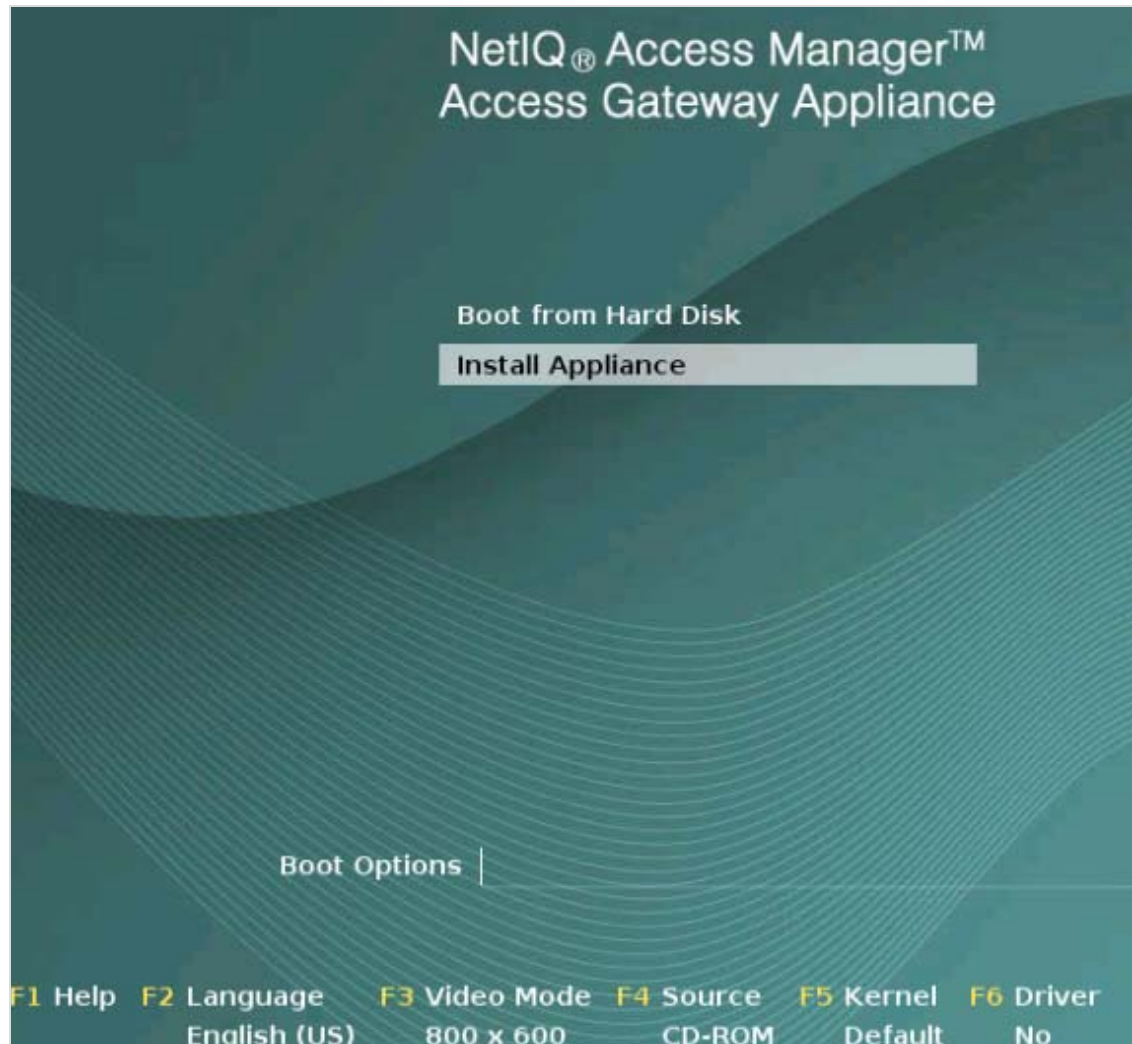 NetIQ® Access Manager™
Access Gateway Appliance
Boot from Hard Disk
Install Appliance
Boot Options
F1 Help F2 Language F3 Video Mode F4 Source F5 Kernel F6 Driver
English (US) 800 x 600 CD-ROM Default No